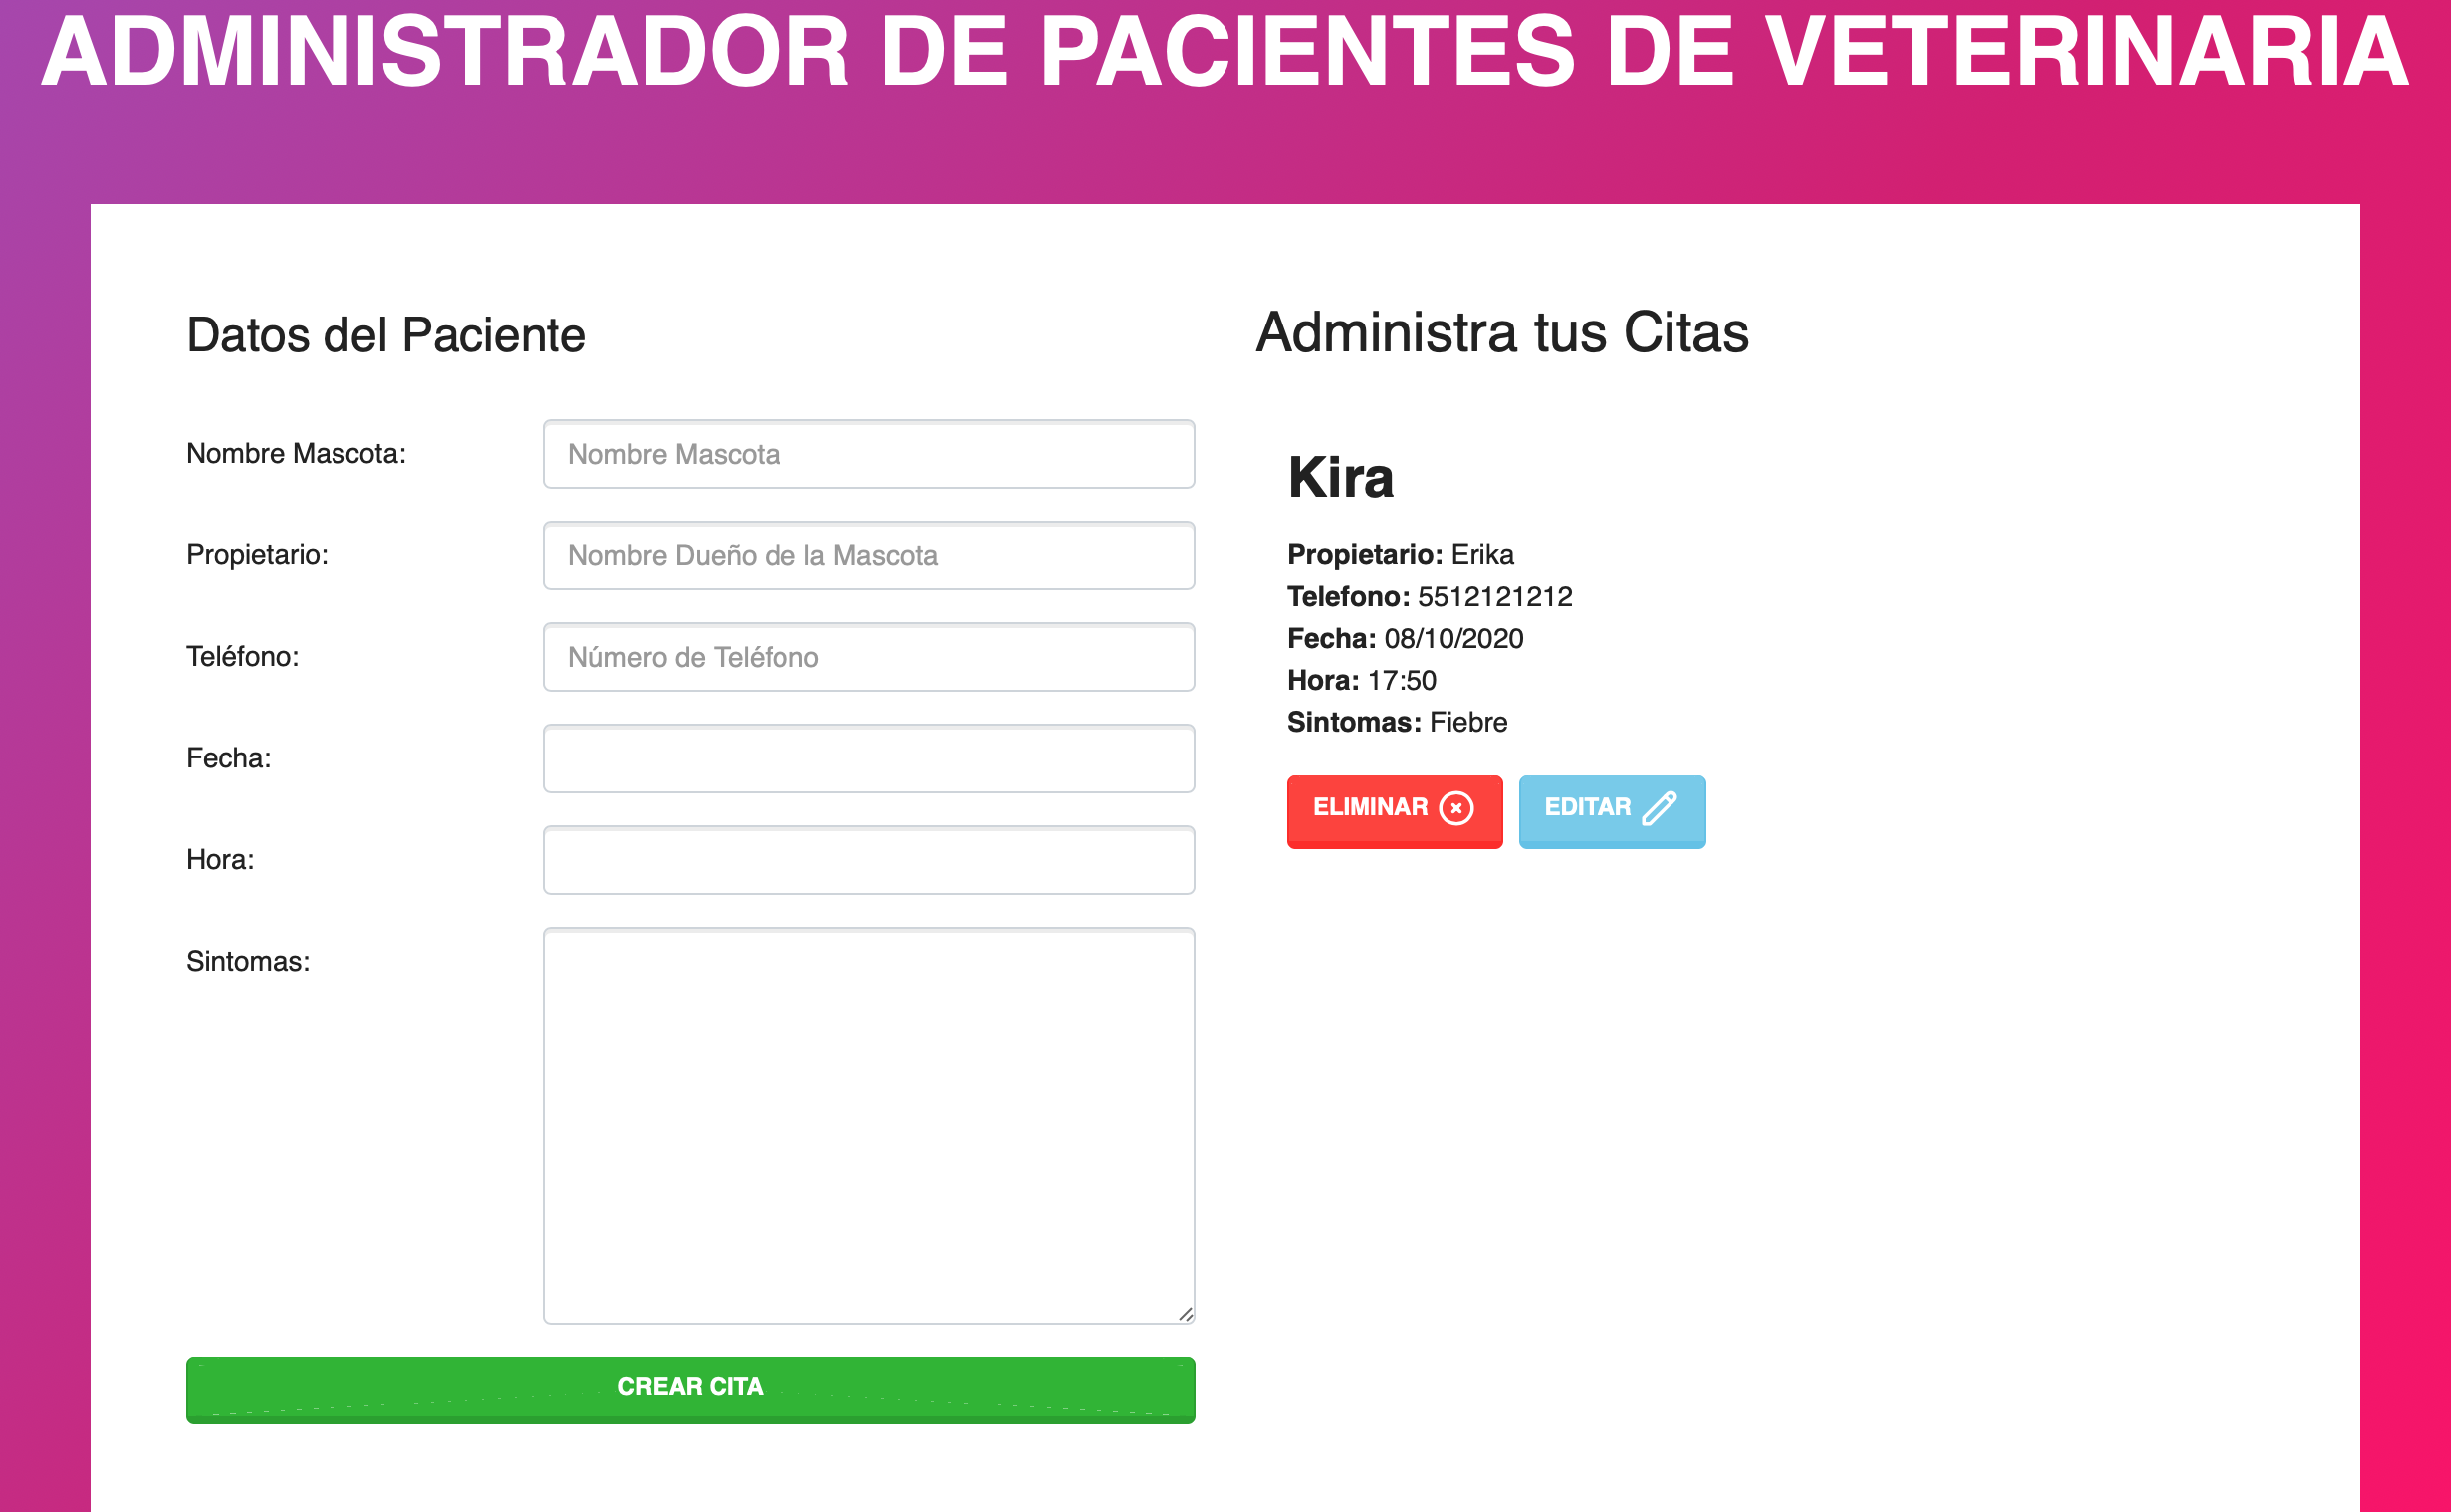 ADMINISTRADOR DE PACIENTES DE VETERINARIA
Datos del Paciente
Nombre Mascota:
Nombre Mascota
Propietario:
Nombre Dueño de la Mascota
Teléfono:
Número de Teléfono
Fecha:
Hora:
Sintomas:
CREAR CITA
Administra tus Citas
Kira
Propietario: Erika
Telefono: 5512121212
Fecha: 08/10/2020
Hora: 17:50
Sintomas: Fiebre
ELIMINAR
EDITAR